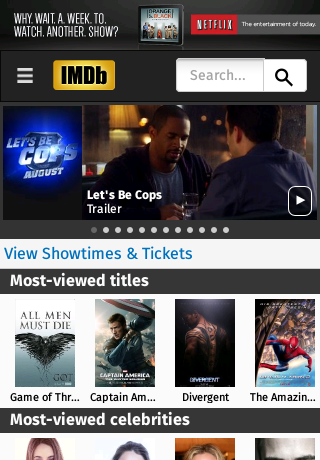 WHY. WAIT. A. WEEK. TO.
WATCH. ANOTHER. SHOW?
ORANGE
BLACK
NETFLIX
The entertainment of today.
IMDb
Search...
LET'S BE
COPS
AUGUST
Let's Be Cops
Trailer
View Showtimes & Tickets
Most-viewed titles
ALL MEN
MUST DIE
GOT
CAPTAIN AMERICA
DIVERGENT
Game of Thr...
Captain Am...
Divergent
The Amazin...
Most-viewed celebrities